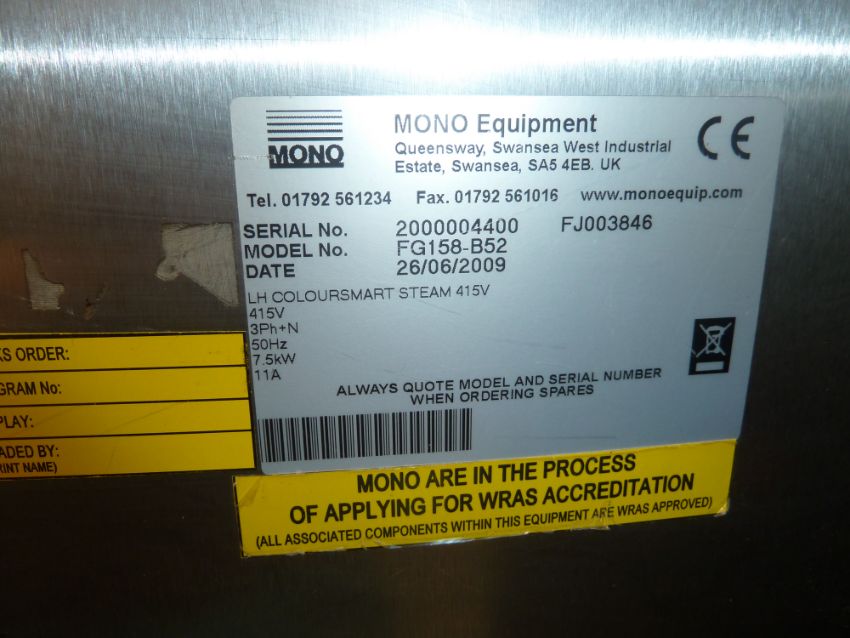 MONO
MONO Equipment
Queensway, Swansea West Industrial
Estate, Swansea, SA5 4EB. UK
CE
Tel. 01792 561234 Fax. 01792 561016 www.monoequip.com
SERIAL No. 2000004400 FJ003846
MODEL No. FG158-B52
DATE 26/06/2009
LH COLOURSMART STEAM 415V
415V
3Ph+N
50Hz
7.5kW
11A
ALWAYS QUOTE MODEL AND SERIAL NUMBER
WHEN ORDERING SPARES
KS ORDER:
GRAM No:
PLAY:
ADED BY:
RINT NAME)
MONO ARE IN THE PROCESS
OF APPLYING FOR WRAS ACCREDITATION
(ALL ASSOCIATED COMPONENTS WITHIN THIS EQUIPMENT ARE WRAS APPROVED)